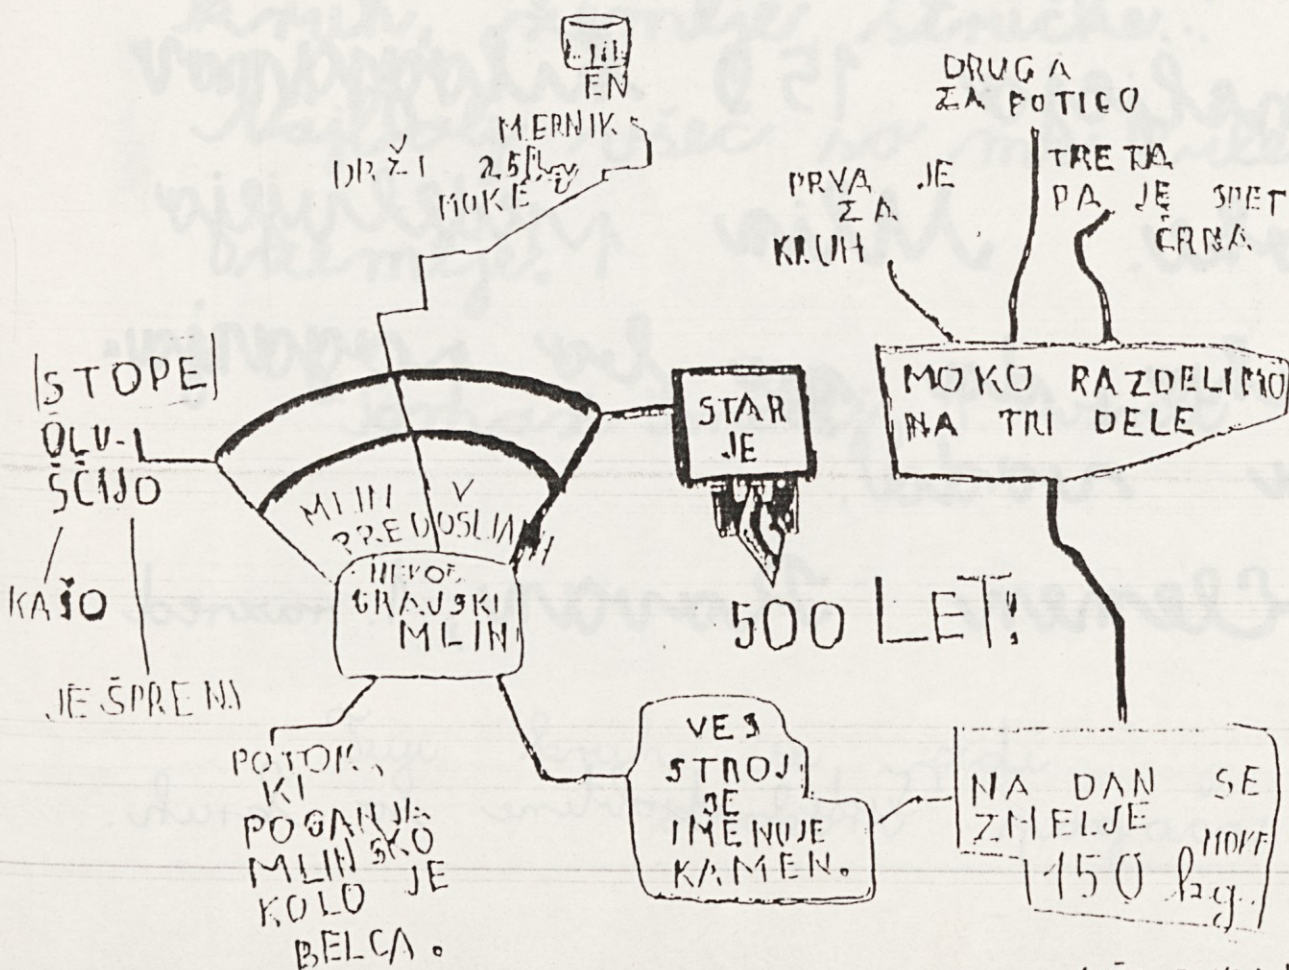 EN
MERNIK
DRŽI 25 kg
MOKE
DRUGA
ZA POTICO
PRVA JE
ZA
KRUH
TRETJA
PA JE SPET
ČRNA
MOKO RAZDELIMO
NA TRI DELE
STOPE
OLU-
ŠČIJO
KAŠO
JEŠPRENJ
MLIN V
PREDOSLJAH
NEKOČ
GRAJSKI
MLIN
STAR
JE
500 LET!
POTOK,
KI
POGANJA
MLINSKO
KOLO JE
BELCA.
VES
STROJ
SE
IMENUJE
KAMEN.
NA DAN SE
ZMELJE MOKE
150 kg.